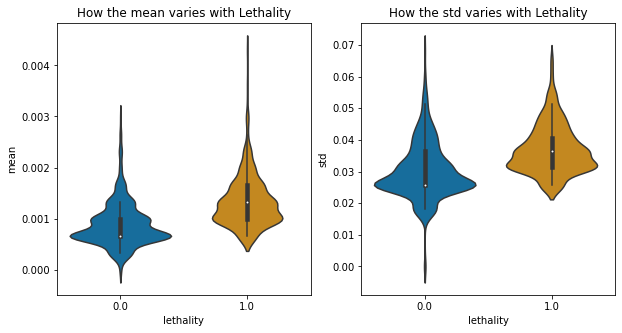 How the mean varies with Lethality
0.004
0.003
0.002
0.001
0.000
mean
0.0
1.0
lethality
How the std varies with Lethality
0.07
0.06
0.05
0.04
0.03
0.02
0.01
0.00
std
0.0
1.0
lethality